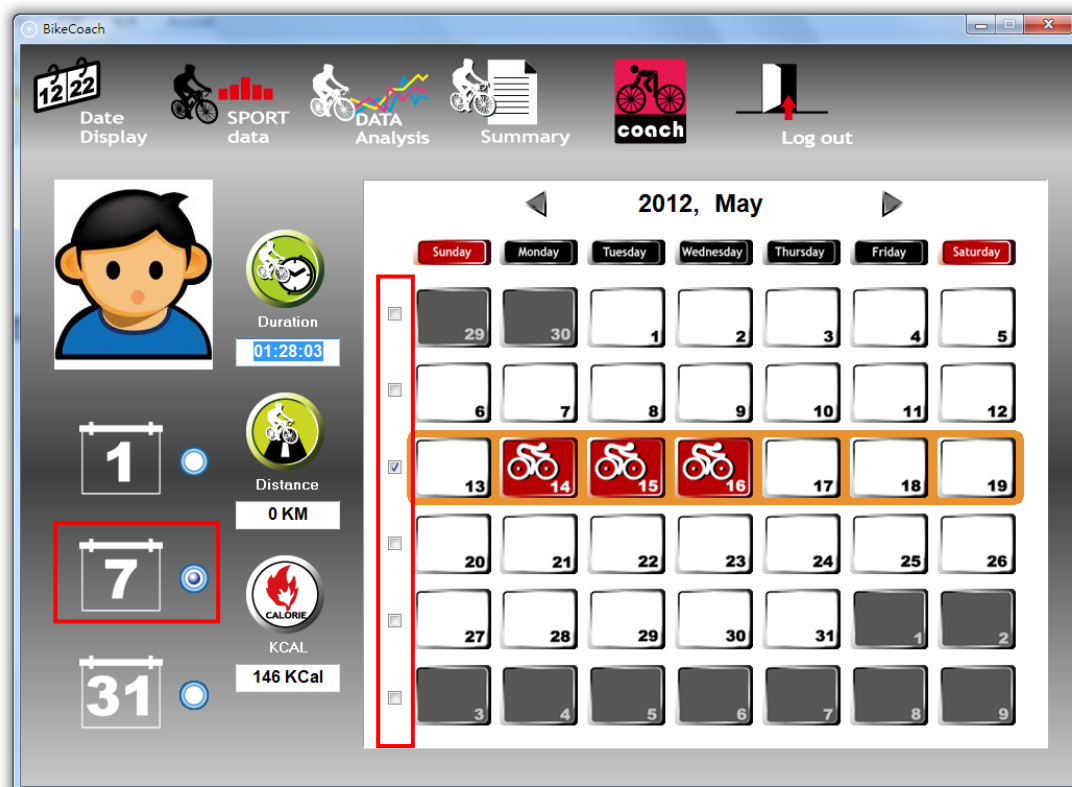 BikeCoach
12 22
Date
Display
SPORT
data
DATA
Analysis
Summary
coach
Log out
2012, May
Sunday Monday Tuesday Wednesday Thursday Friday Saturday
29 30 1 2 3 4 5
6 7 8 9 10 11 12
13 14 15 16 17 18 19
20 21 22 23 24 25 26
27 28 29 30 31 1 2
3 4 5 6 7 8 9
Duration
01:28:03
Distance
0 KM
CALORIE
KCAL
146 KCal
1
7
31